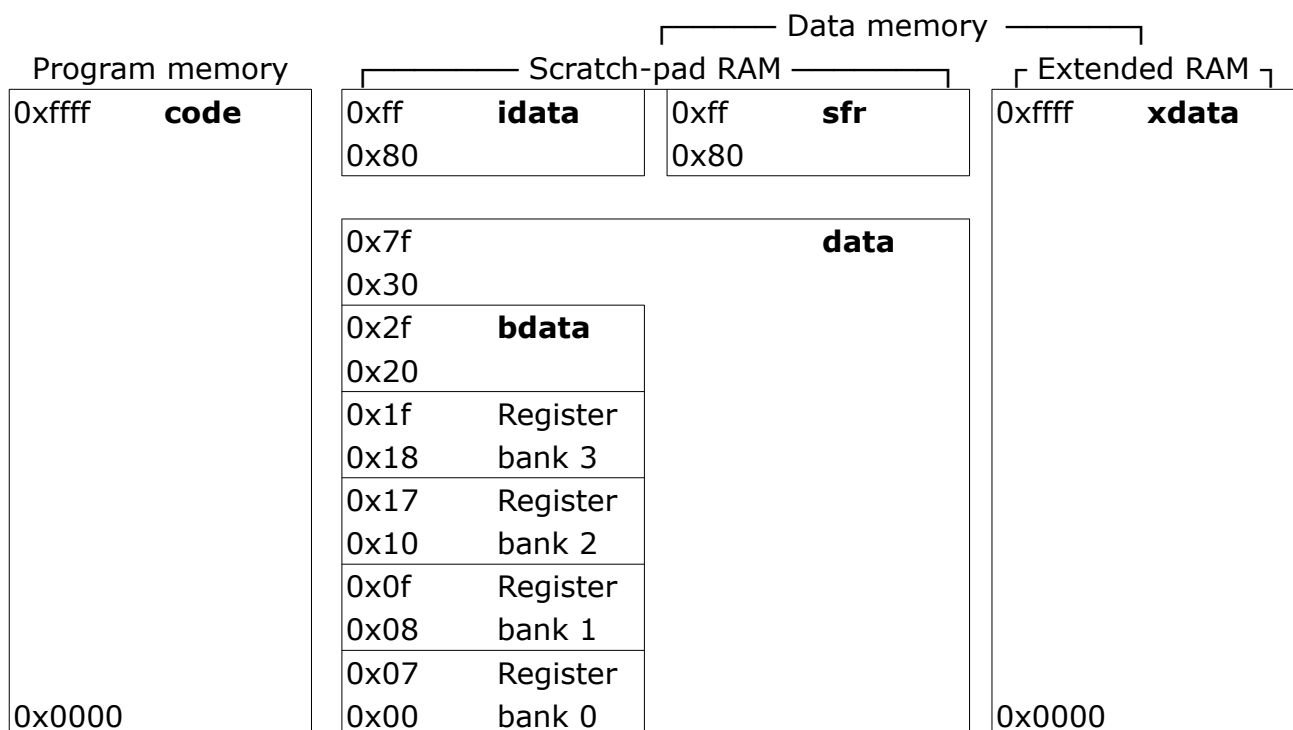 Data memory
Program memory Scratch-pad RAM Extended RAM
0xffff code 0xff idata 0xff sfr 0xffff xdata
0x80 0x80
0x7f data
0x30
0x2f bdata
0x20
0x1f Register
0x18 bank 3
0x17 Register
0x10 bank 2
0x0f Register
0x08 bank 1
0x07 Register
0x0000 0x00 bank 0 0x0000